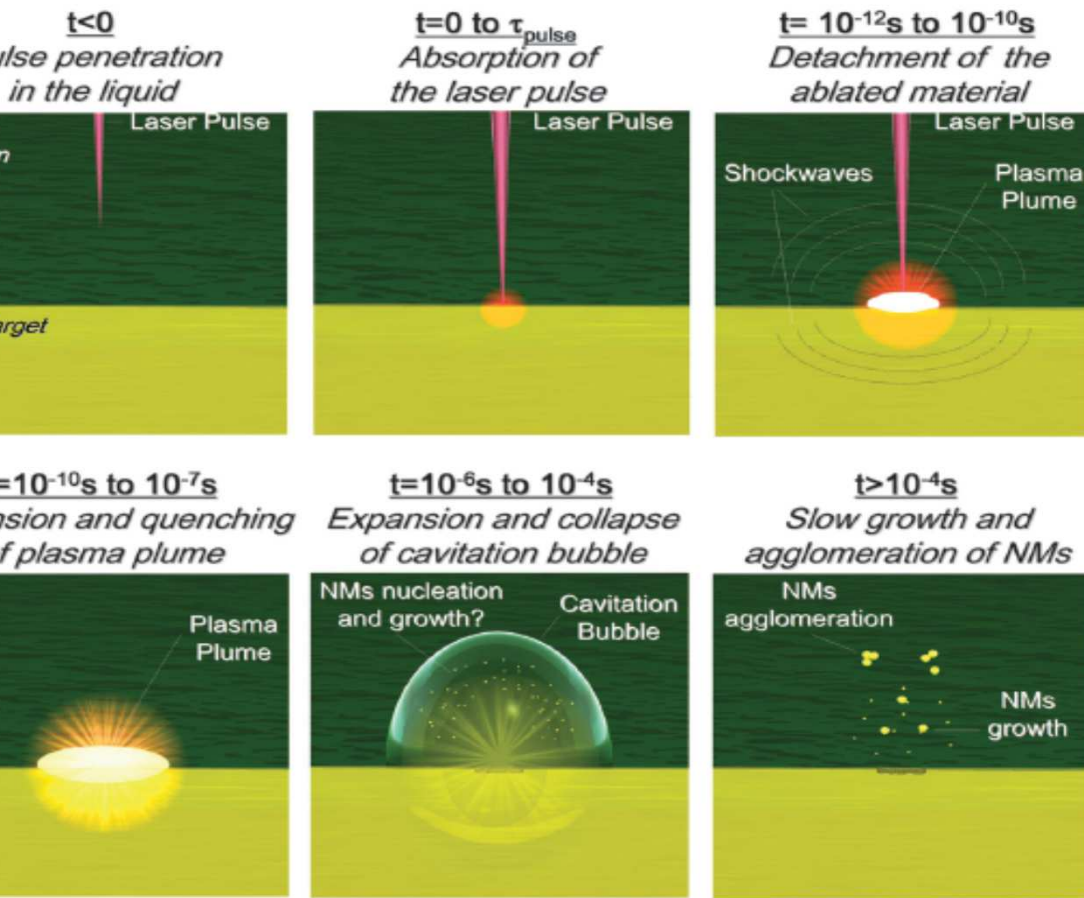 t<0
ulse penetration
in the liquid
Laser Pulse
n
arget
t=0 to τpulse
Absorption of
the laser pulse
Laser Pulse
t= 10⁻¹²s to 10⁻¹⁰s
Detachment of the
ablated material
Laser Pulse
Shockwaves
Plasma
Plume
=10⁻¹⁰s to 10⁻⁷s
nsion and quenching
f plasma plume
Plasma
Plume
t=10⁻⁶s to 10⁻⁴s
Expansion and collapse
of cavitation bubble
NMs nucleation
and growth?
Cavitation
Bubble
t>10⁻⁴s
Slow growth and
agglomeration of NMs
NMs
agglomeration
NMs
growth